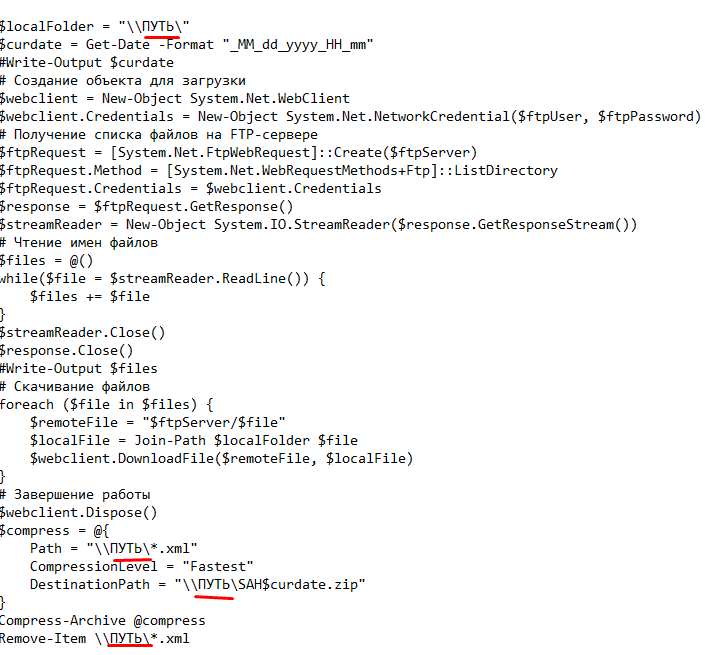 $localFolder = "\\ПУТЬ\"
$curdate = Get-Date -Format "_MM_dd_yyyy_HH_mm"
#Write-Output $curdate
# Создание объекта для загрузки
$webclient = New-Object System.Net.WebClient
$webclient.Credentials = New-Object System.Net.NetworkCredential($ftpUser, $ftpPassword)
# Получение списка файлов на FTP-сервере
$ftpRequest = [System.Net.FtpWebRequest]::Create($ftpServer)
$ftpRequest.Method = [System.Net.WebRequestMethods+Ftp]::ListDirectory
$ftpRequest.Credentials = $webclient.Credentials
$response = $ftpRequest.GetResponse()
$streamReader = New-Object System.IO.StreamReader($response.GetResponseStream())
# Чтение имен файлов
$files = @()
while($file = $streamReader.ReadLine()) {
    $files += $file
}
$streamReader.Close()
$response.Close()
#Write-Output $files
# Скачивание файлов
foreach ($file in $files) {
    $remoteFile = "$ftpServer/$file"
    $localFile = Join-Path $localFolder $file
    $webclient.DownloadFile($remoteFile, $localFile)
}
# Завершение работы
$webclient.Dispose()
$compress = @{
    Path = "\\ПУТЬ\*.xml"
    CompressionLevel = "Fastest"
    DestinationPath = "\\ПУТЬ\SAH$curdate.zip"
}
Compress-Archive @compress
Remove-Item \\ПУТЬ\*.xml